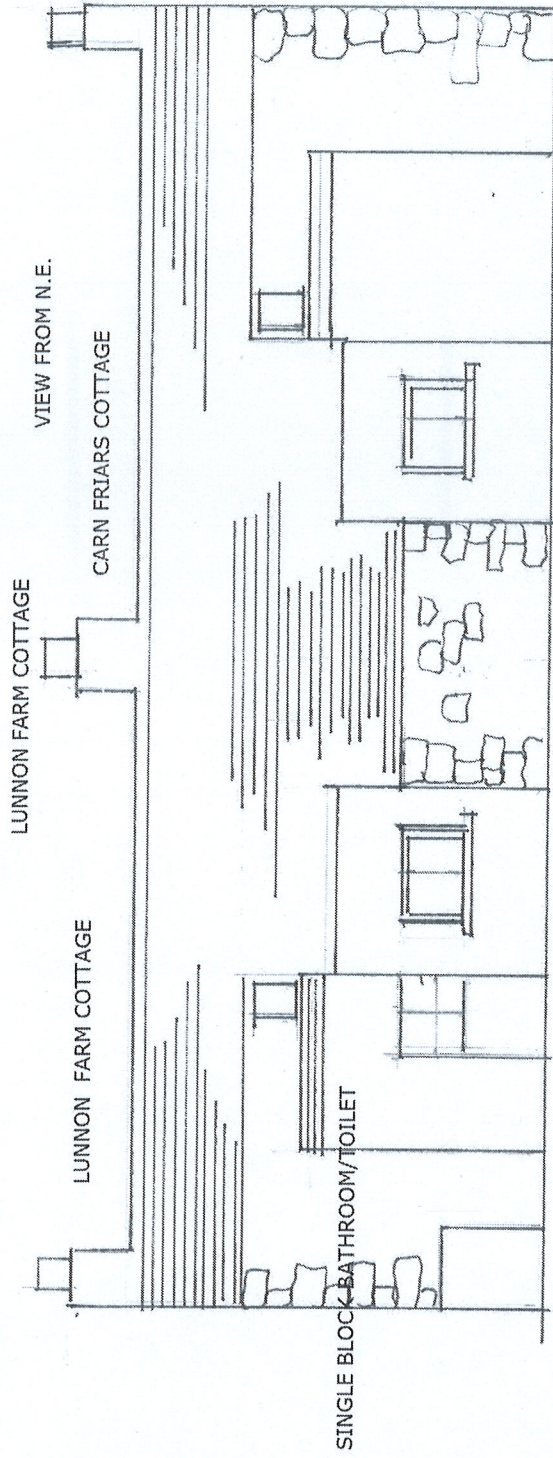 LUNNON FARM COTTAGE
VIEW FROM N.E.
LUNNON  FARM COTTAGE
CARN FRIARS COTTAGE
SINGLE BLOCK BATHROOM/TOILET